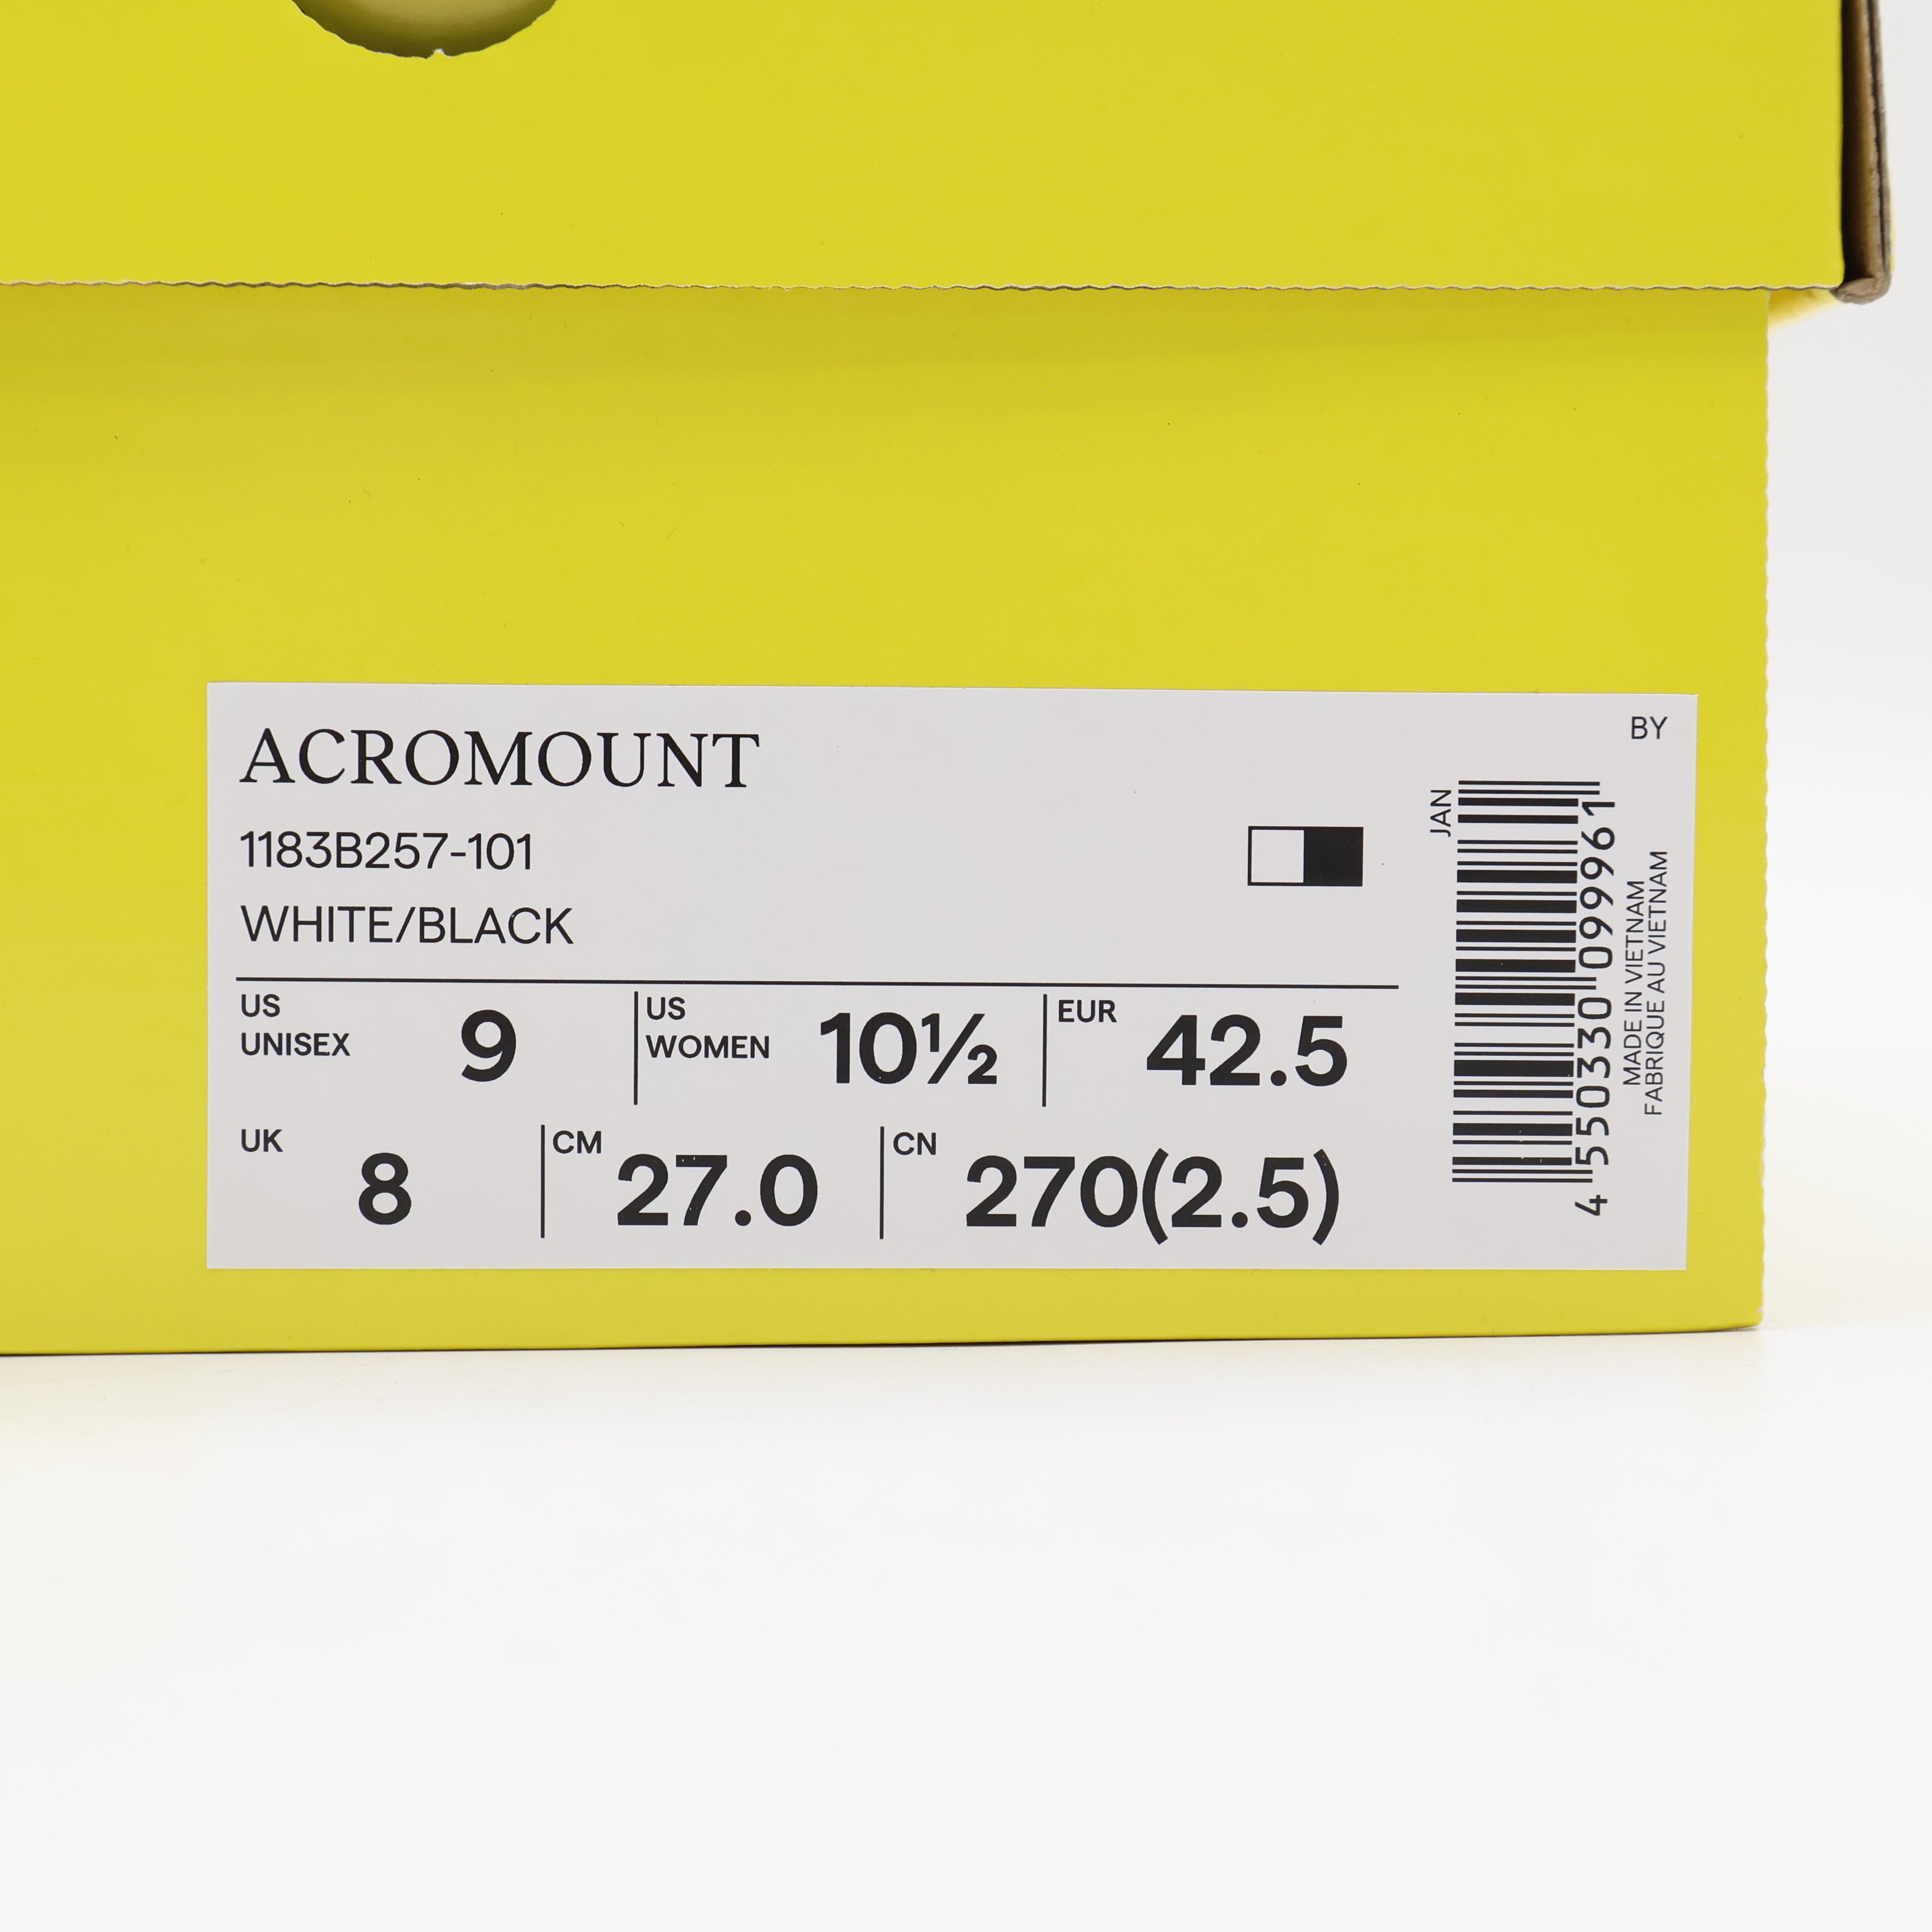 ACROMOUNT
1183B257-101
WHITE/BLACK
US UNISEX 9
US WOMEN 10½
EUR 42.5
UK 8
CM 27.0
CN 270(2.5)
BY
JAN
4 550330 099961
MADE IN VIETNAM
FABRIQUE AU VIETNAM